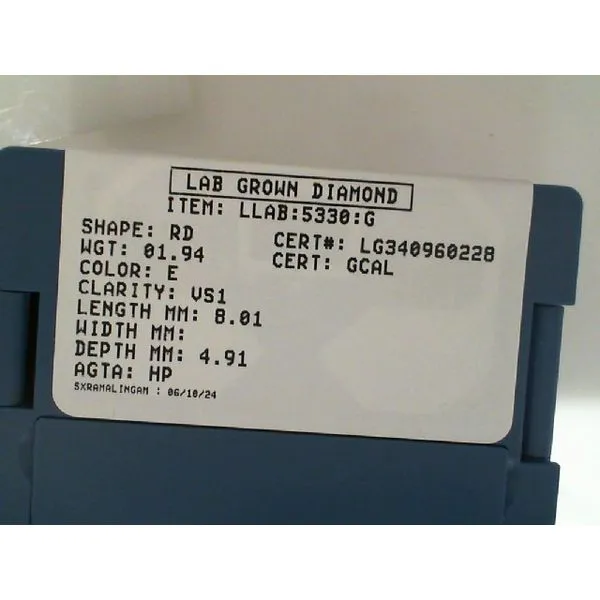 LAB GROWN DIAMOND
ITEM: LLAB:5330:G
SHAPE: RD
WGT: 01.94
COLOR: E
CLARITY: VS1
LENGTH MM: 8.01
WIDTH MM:
DEPTH MM: 4.91
AGTA: HP
SXRAMALINGAM : 06/18/24
CERT#: LG340960228
CERT: GCAL